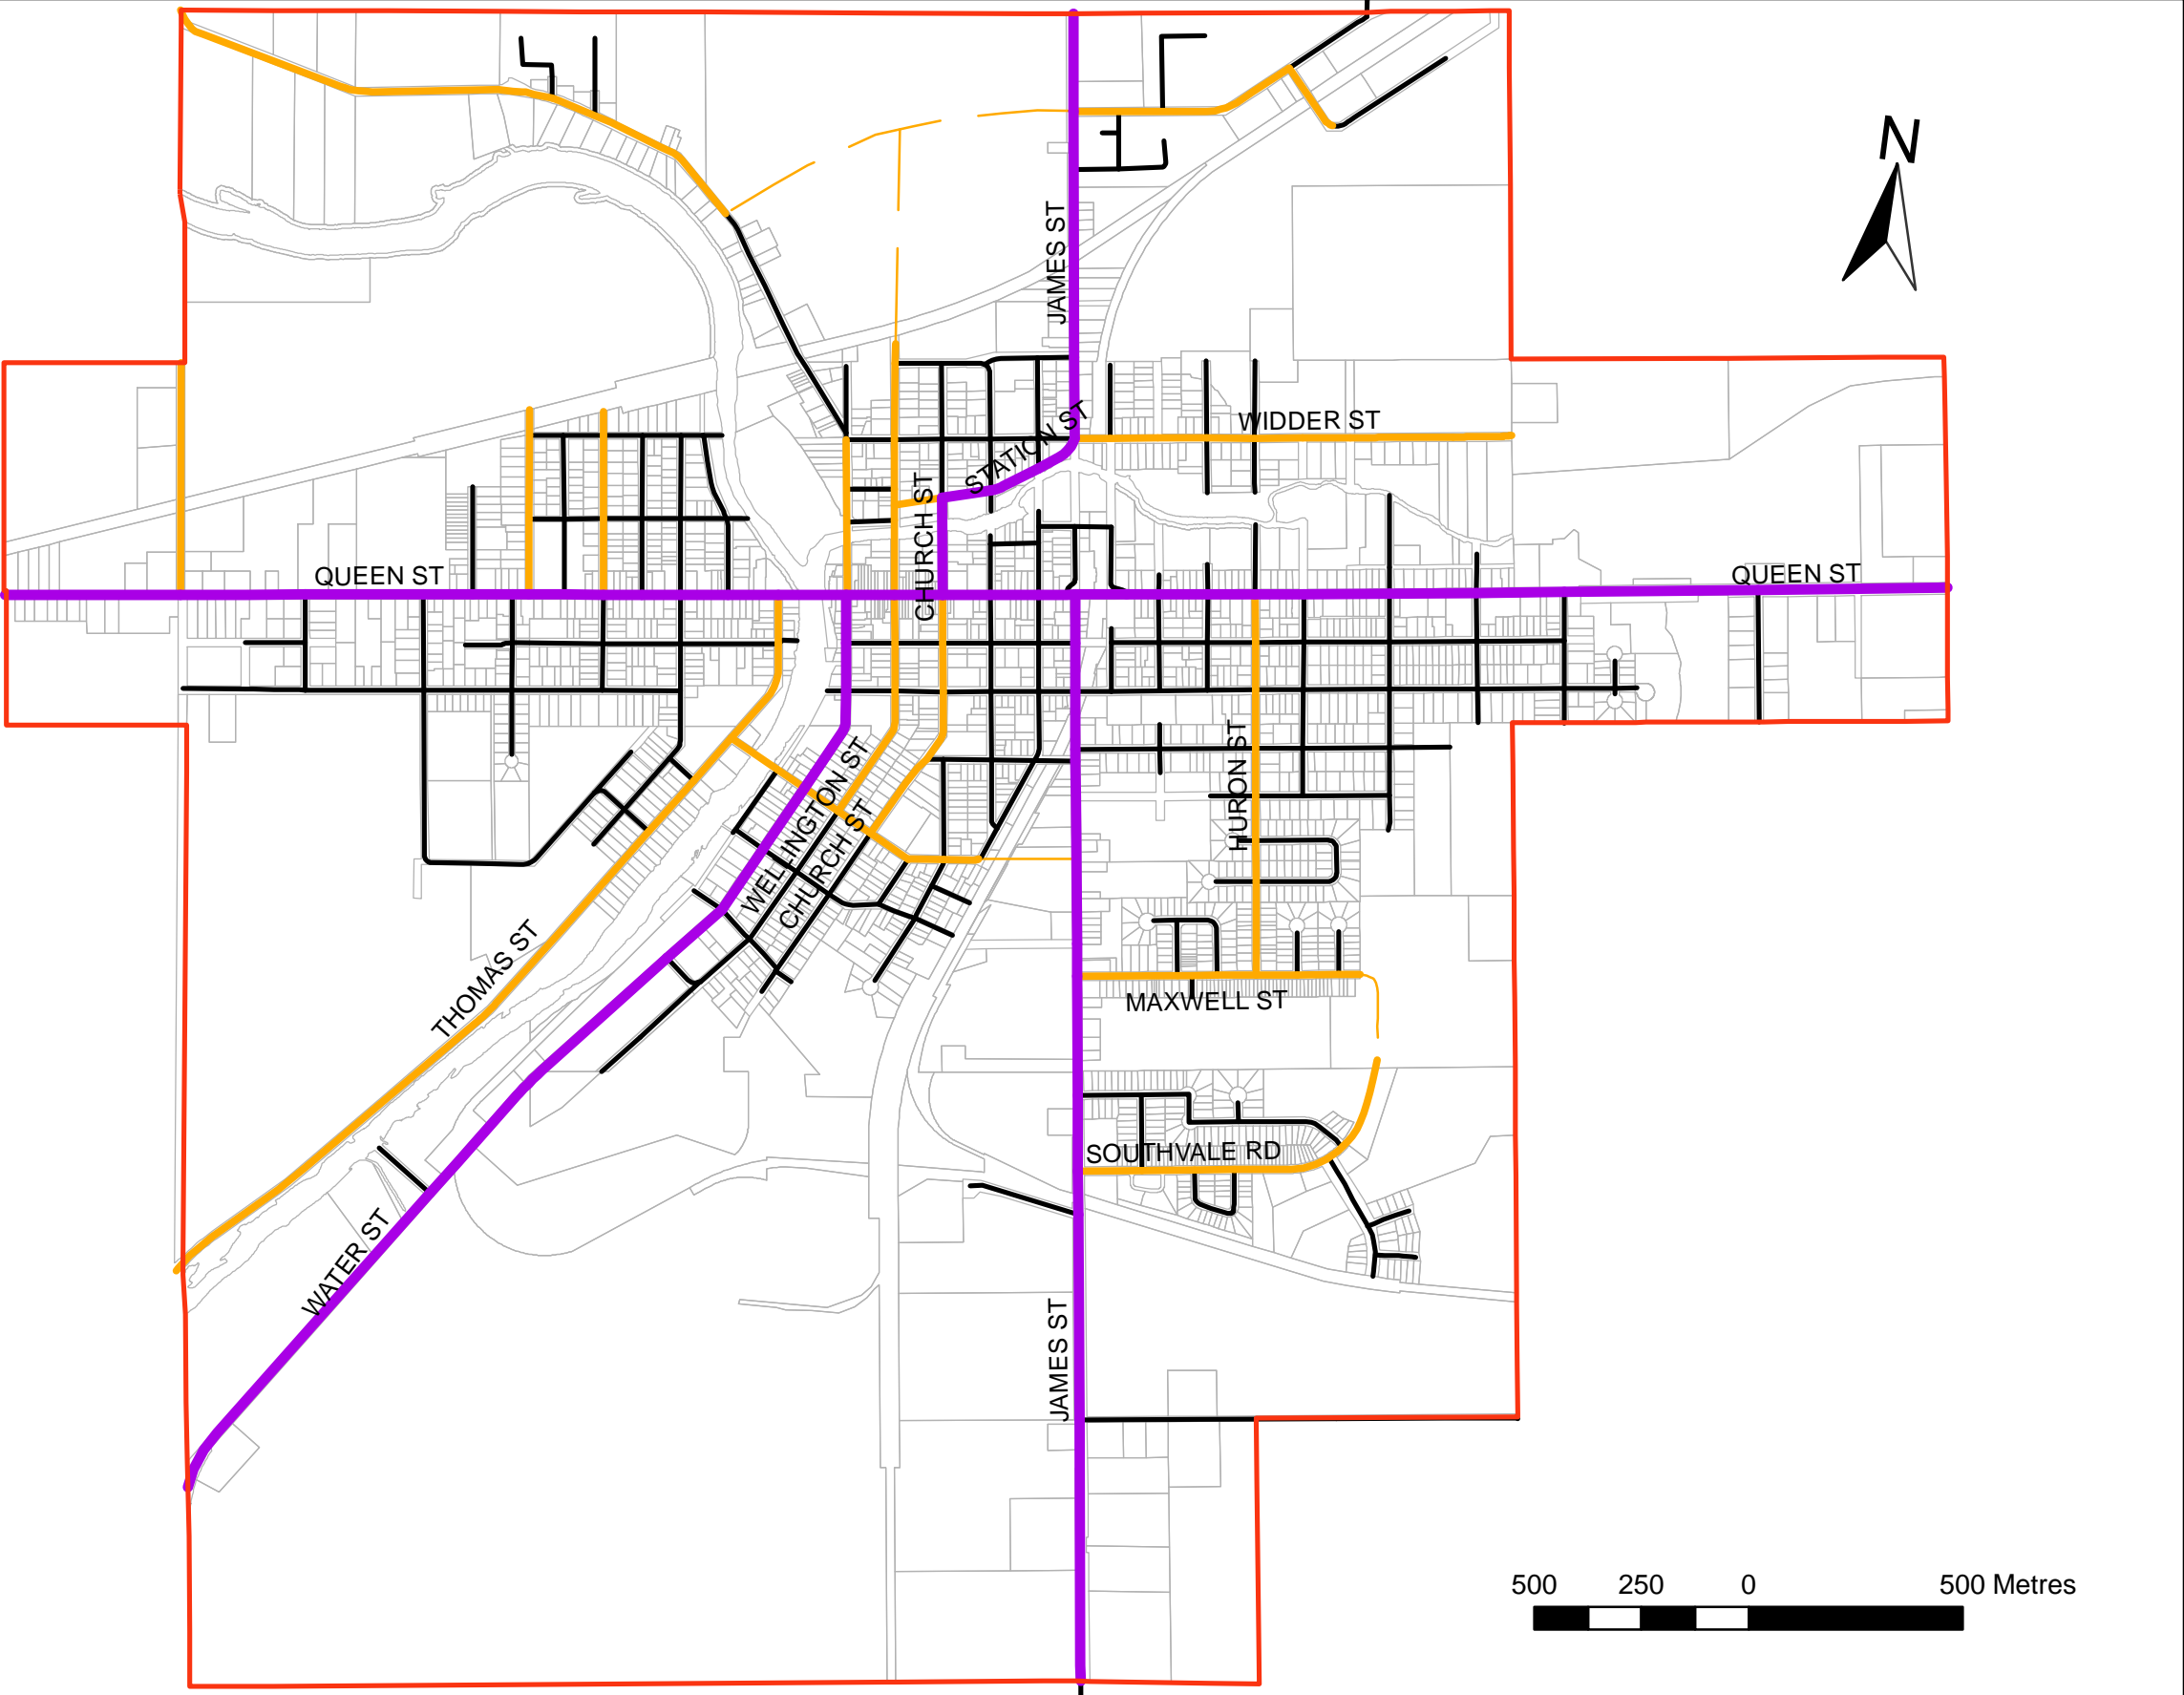 N
JAMES ST
WIDDER ST
STATION ST
CHURCH ST
QUEEN ST
QUEEN ST
HURON ST
WELLINGTON ST
CHURCH ST
THOMAS ST
MAXWELL ST
SOUTHVALE RD
WATER ST
JAMES ST
500 250 0 500 Metres